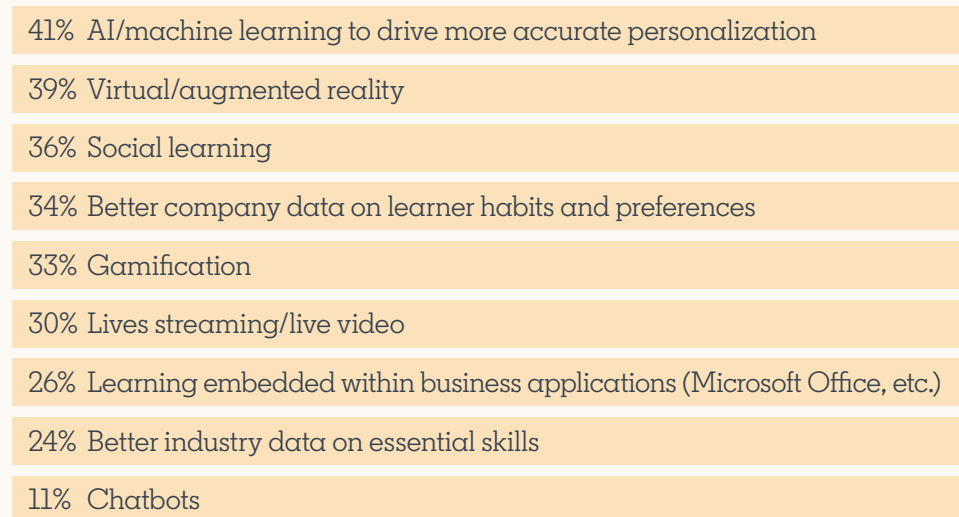 41% AI/machine learning to drive more accurate personalization
39% Virtual/augmented reality
36% Social learning
34% Better company data on learner habits and preferences
33% Gamification
30% Lives streaming/live video
26% Learning embedded within business applications (Microsoft Office, etc.)
24% Better industry data on essential skills
11% Chatbots